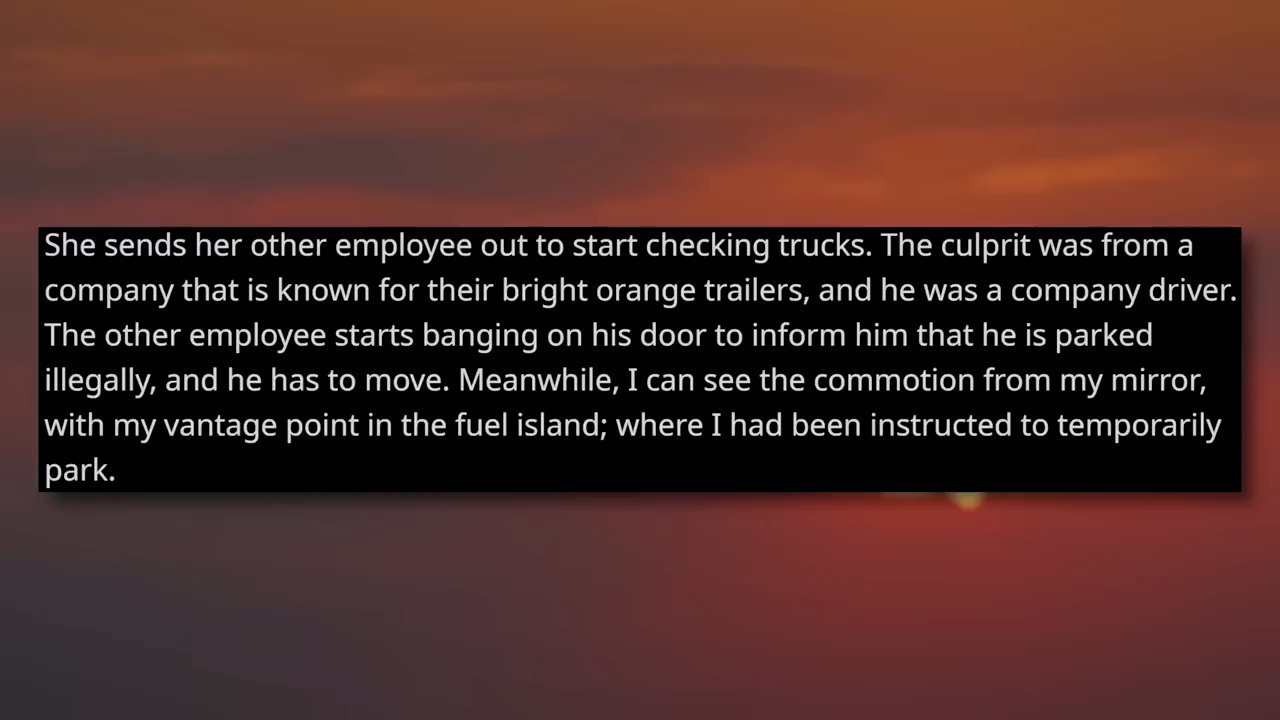 She sends her other employee out to start checking trucks. The culprit was from a
company that is known for their bright orange trailers, and he was a company driver.
The other employee starts banging on his door to inform him that he is parked
illegally, and he has to move. Meanwhile, I can see the commotion from my mirror,
with my vantage point in the fuel island; where I had been instructed to temporarily
park.